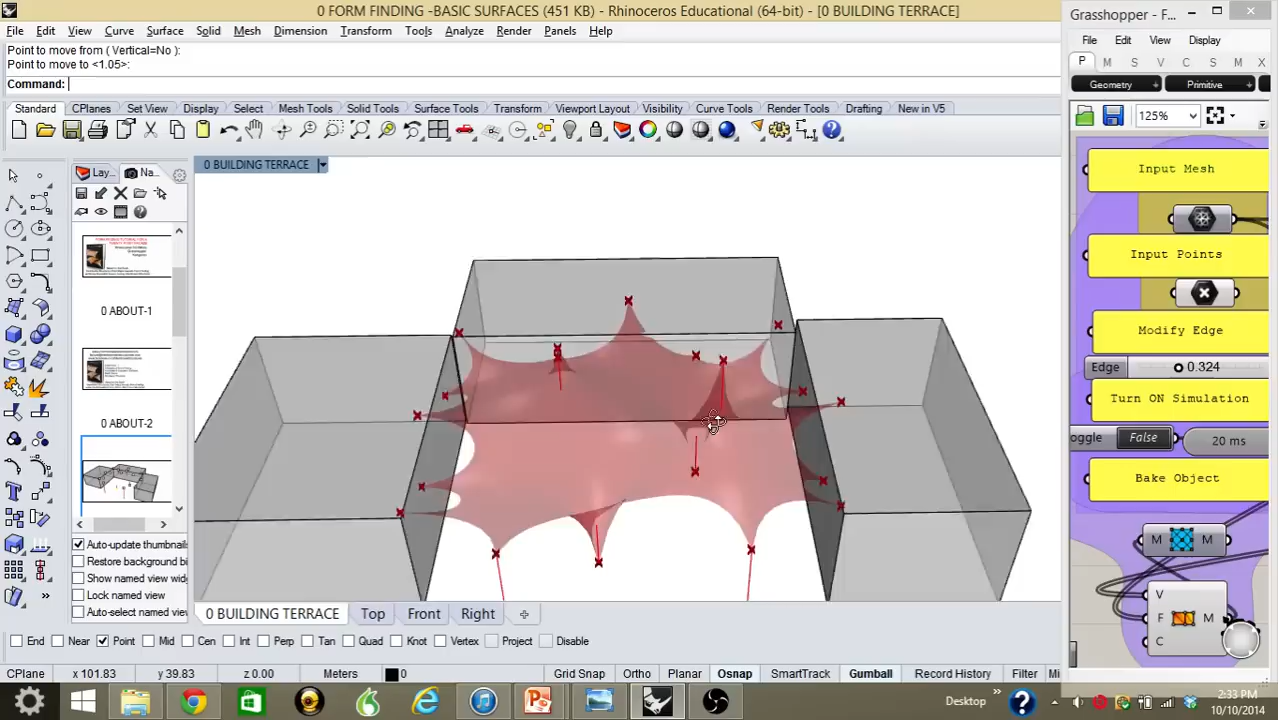 0 FORM FINDING -BASIC SURFACES (451 KB) - Rhinoceros Educational (64-bit) - [0 BUILDING TERRACE]
File Edit View Curve Surface Solid Mesh Dimension Transform Tools Analyze Render Panels Help
Point to move from ( Vertical=No ):
Point to move to <1.05>:
Command:
Standard CPlanes Set View Display Select Mesh Tools Solid Tools Surface Tools Transform Viewport Layout Visibility Curve Tools Render Tools Drafting New in V5
Lay... Na...
0 BUILDING TERRACE
0 ABOUT-1
0 ABOUT-2
Auto-update thumbnail
Restore background bi
Show named view widg
Lock named view
Auto-select named view
0 BUILDING TERRACE Top Front Right
End Near Point Mid Cen Int Perp Tan Quad Knot Vertex Project Disable
CPlane x 101.83 y 39.83 z 0.00 Meters 0 Grid Snap Ortho Planar Osnap SmartTrack Gumball Record History Filter
Grasshopper - F...
File Edit View Display
P M S V C S M X
Geometry Primitive
125%
Input Mesh
Input Points
Modify Edge
Edge 0.324
Turn ON Simulation
oggle False 20 ms
Bake Object
M M
V
F M
C
Desktop
2:33 PM
10/10/2014